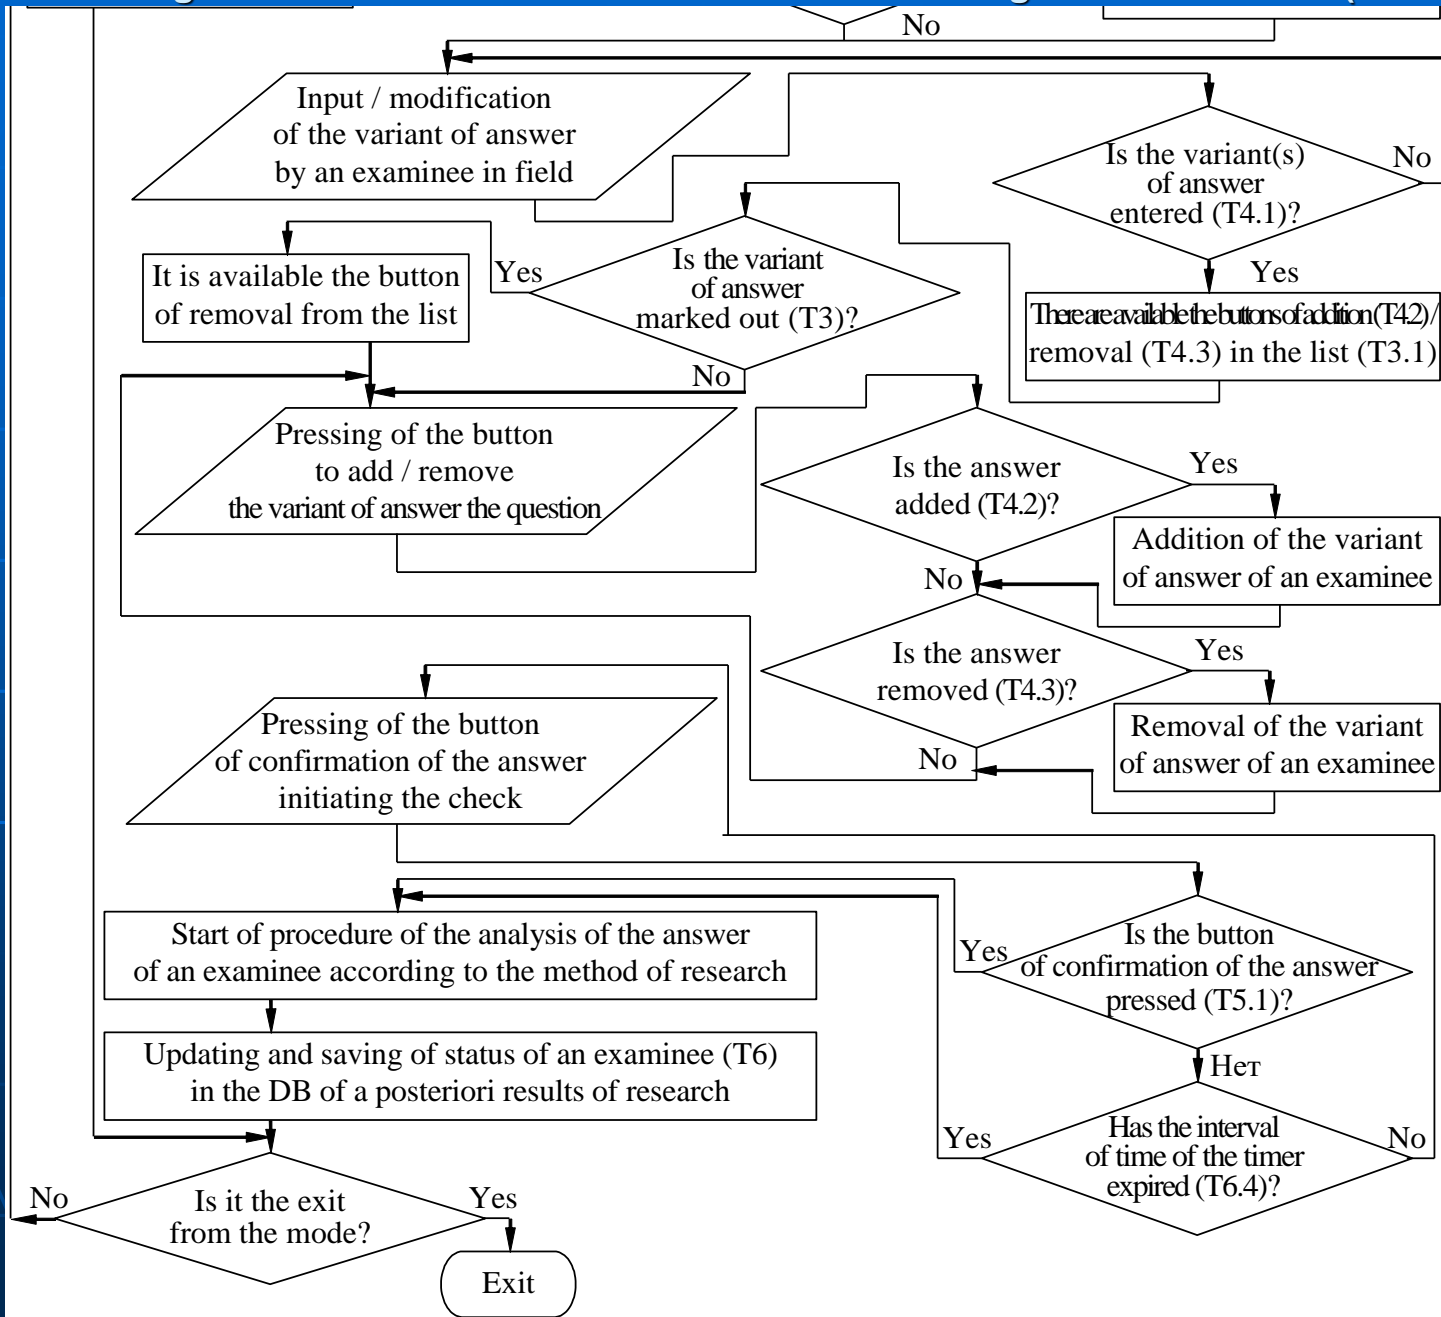 No
Input / modification
of the variant of answer
by an examinee in field
Is the variant(s)
of answer
entered (T4.1)?
No
Yes
It is available the button
of removal from the list
Yes
Is the variant
of answer
marked out (T3)?
No
There are available the buttons of addition (T4.2) /
removal (T4.3) in the list (T3.1)
Pressing of the button
to add / remove
the variant of answer the question
Is the answer
added (T4.2)?
Yes
No
Addition of the variant
of answer of an examinee
Is the answer
removed (T4.3)?
Yes
No
Removal of the variant
of answer of an examinee
Pressing of the button
of confirmation of the answer
initiating the check
Start of procedure of the analysis of the answer
of an examinee according to the method of research
Yes
Is the button
of confirmation of the answer
pressed (T5.1)?
Нет
Updating and saving of status of an examinee (T6)
in the DB of a posteriori results of research
Yes
Has the interval
of time of the timer
expired (T6.4)?
No
No
Is it the exit
from the mode?
Yes
Exit